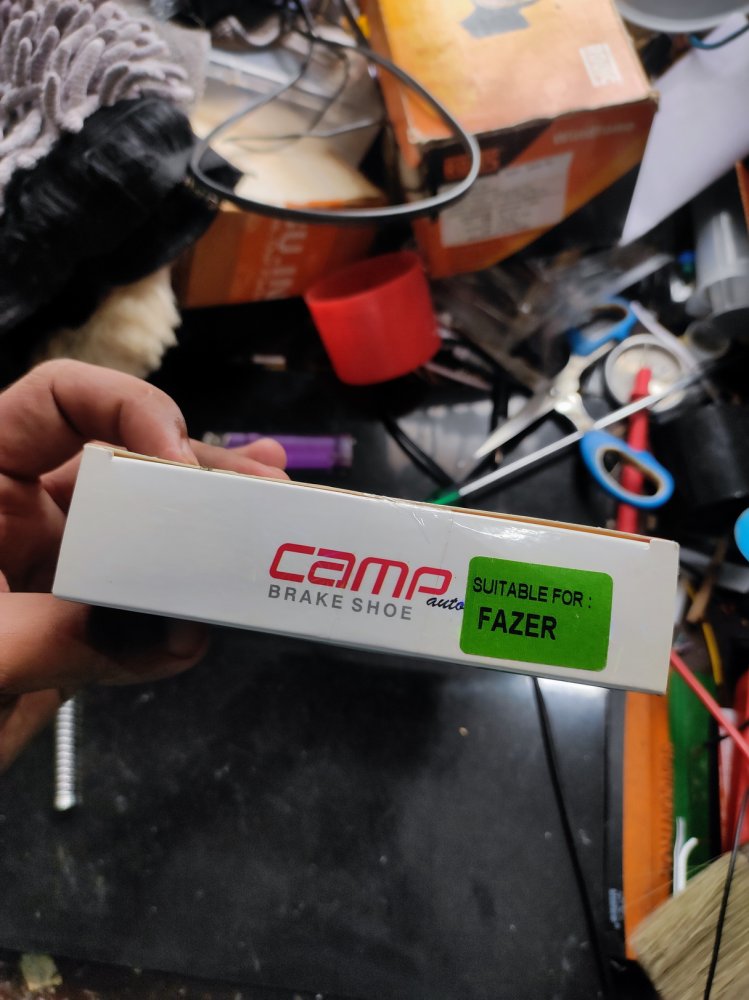 camp
auto
BRAKE SHOE
SUITABLE FOR :
FAZER